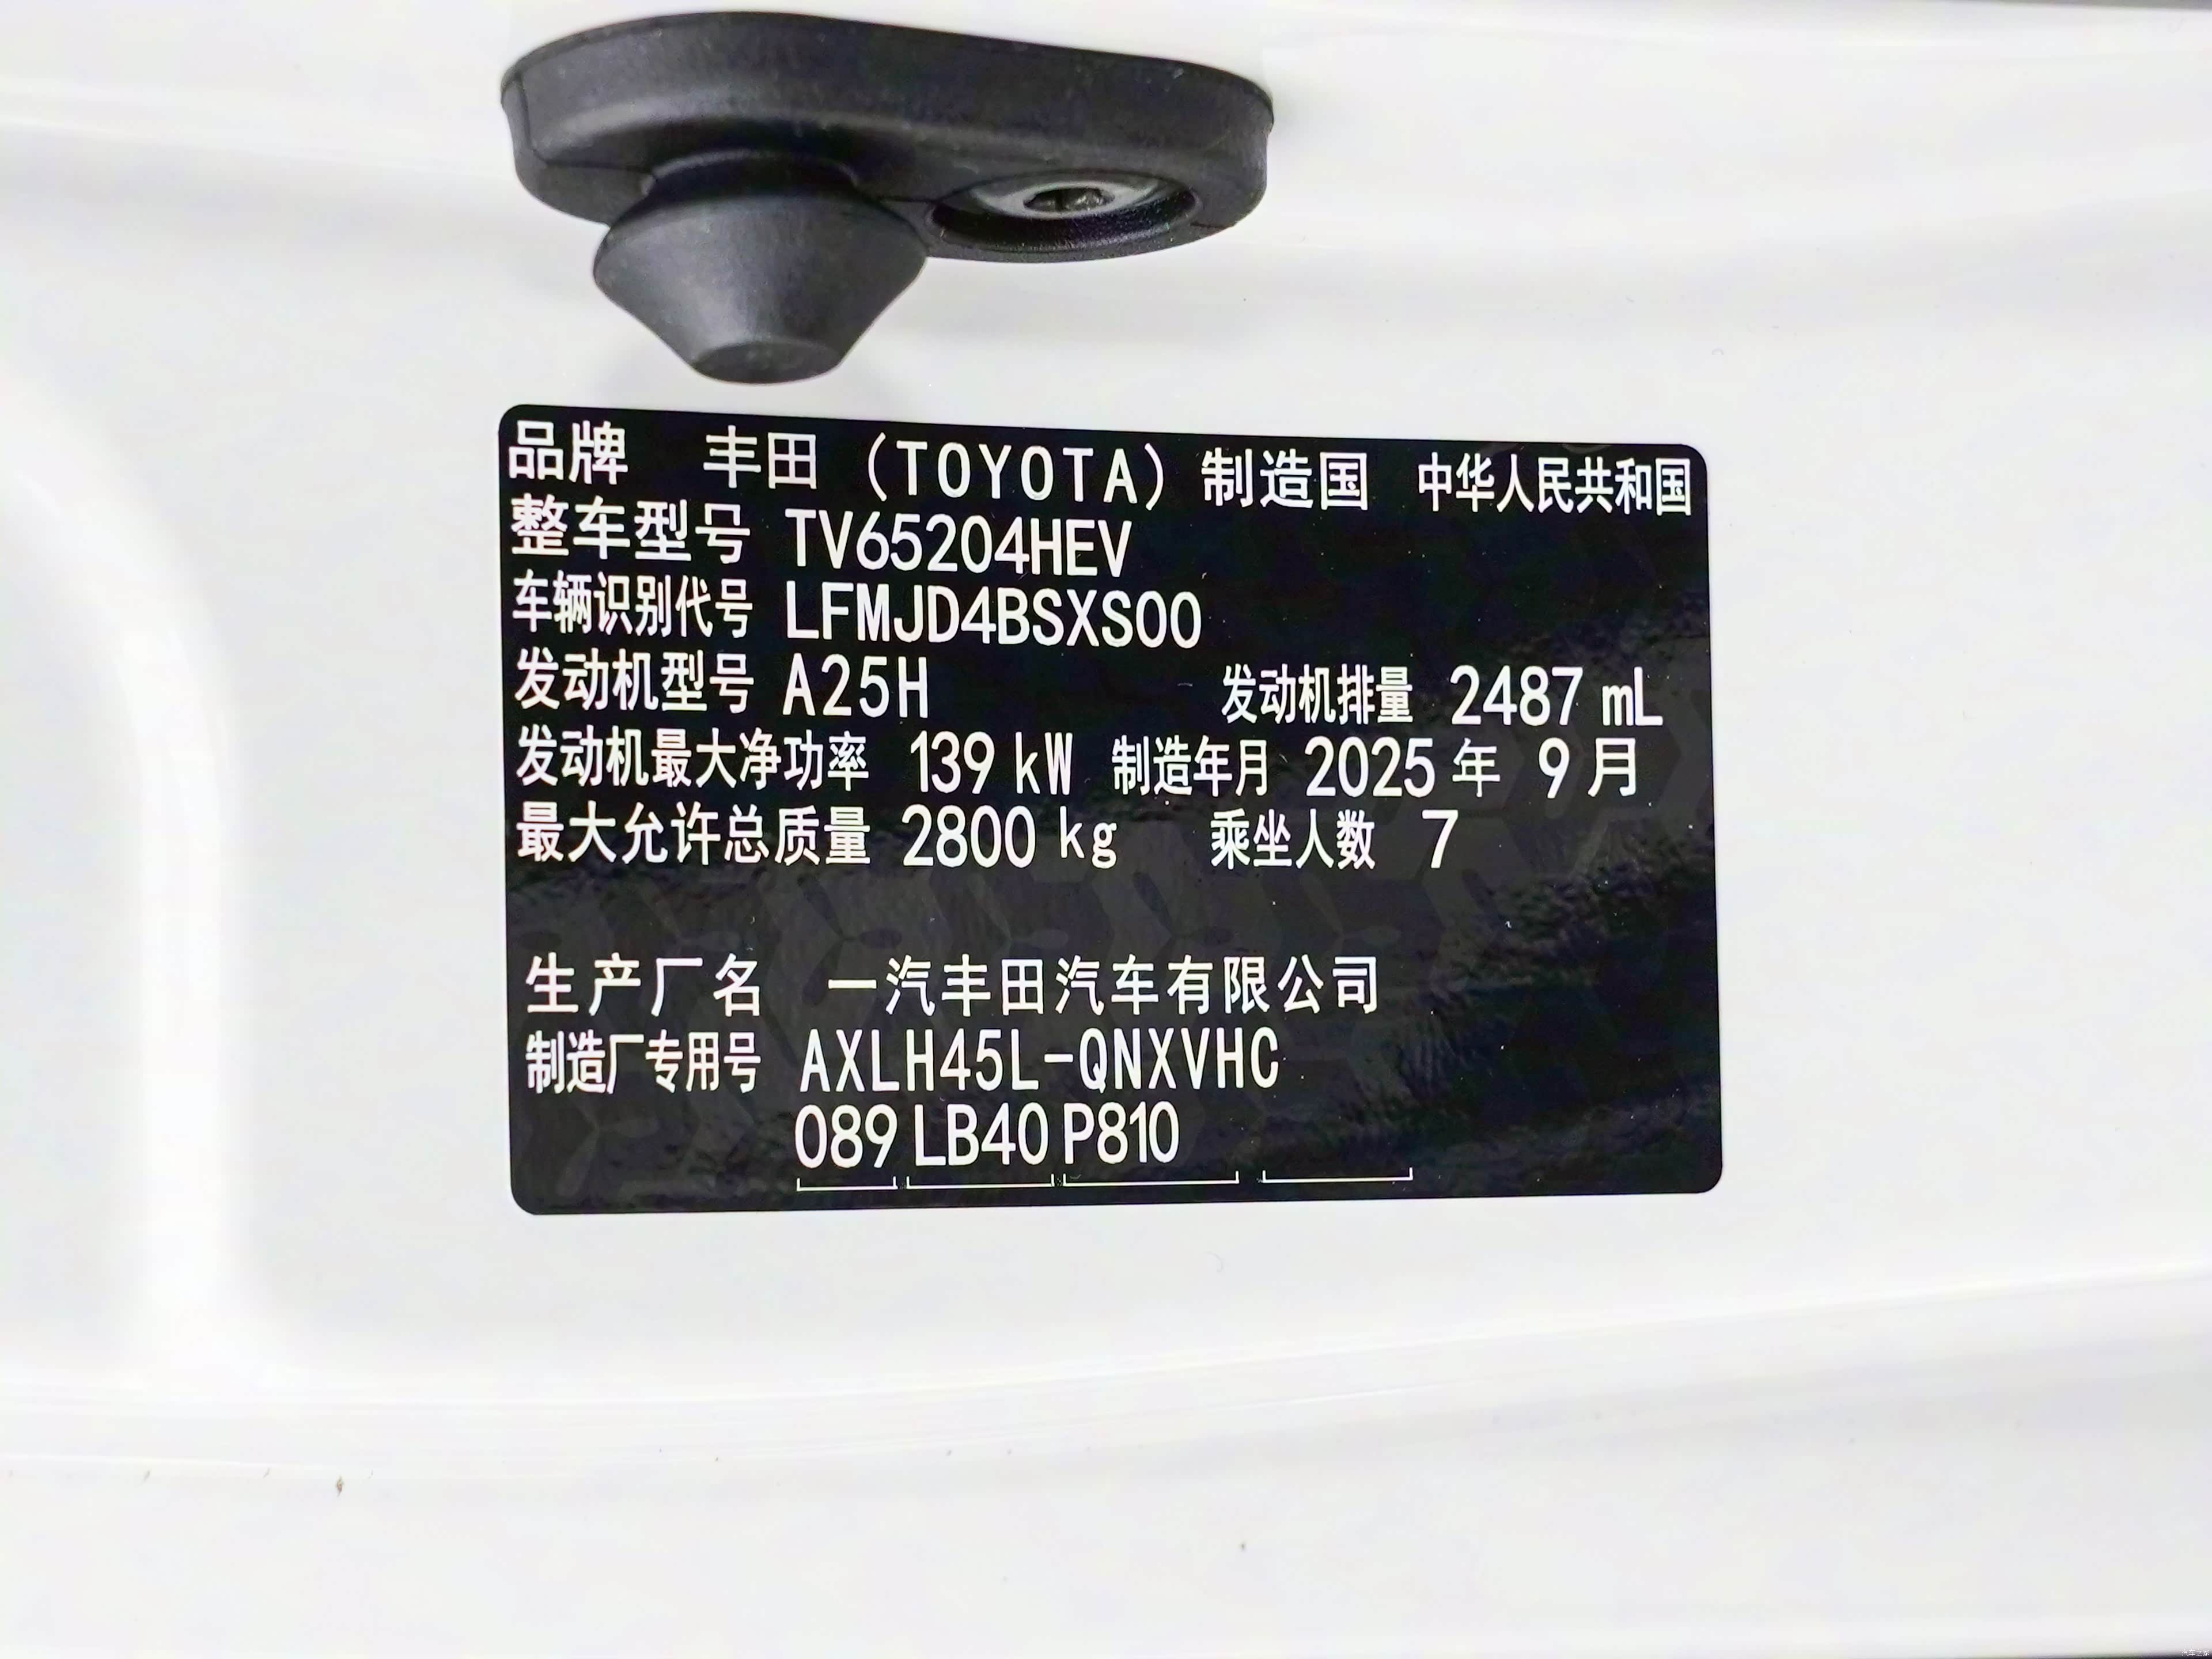 品牌 丰田（TOYOTA）制造国 中华人民共和国
整车型号 TV65204HEV
车辆识别代号 LFMJD4BSXS00
发动机型号 A25H 发动机排量 2487 mL
发动机最大净功率 139 kW 制造年月 2025 年 9 月
最大允许总质量 2800 kg 乘坐人数 7
生产厂名 一汽丰田汽车有限公司
制造厂专用号 AXLH45L-QNXVHC
089 LB40 P810
汽车之家